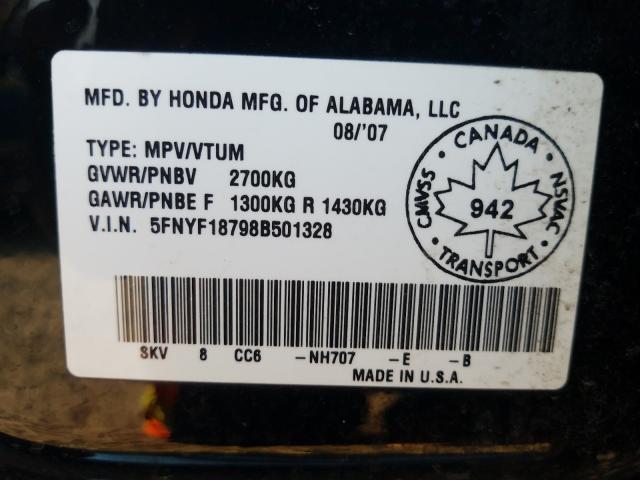 MFD. BY HONDA MFG. OF ALABAMA, LLC
08/'07
TYPE: MPV/VTUM
GVWR/PNBV 2700KG
GAWR/PNBE F 1300KG R 1430KG
V.I.N. 5FNYF18798B501328
CANADA
CMVSS
NSVAC
942
TRANSPORT
SKV 8 CC6 -NH707 -E -B
MADE IN U.S.A.